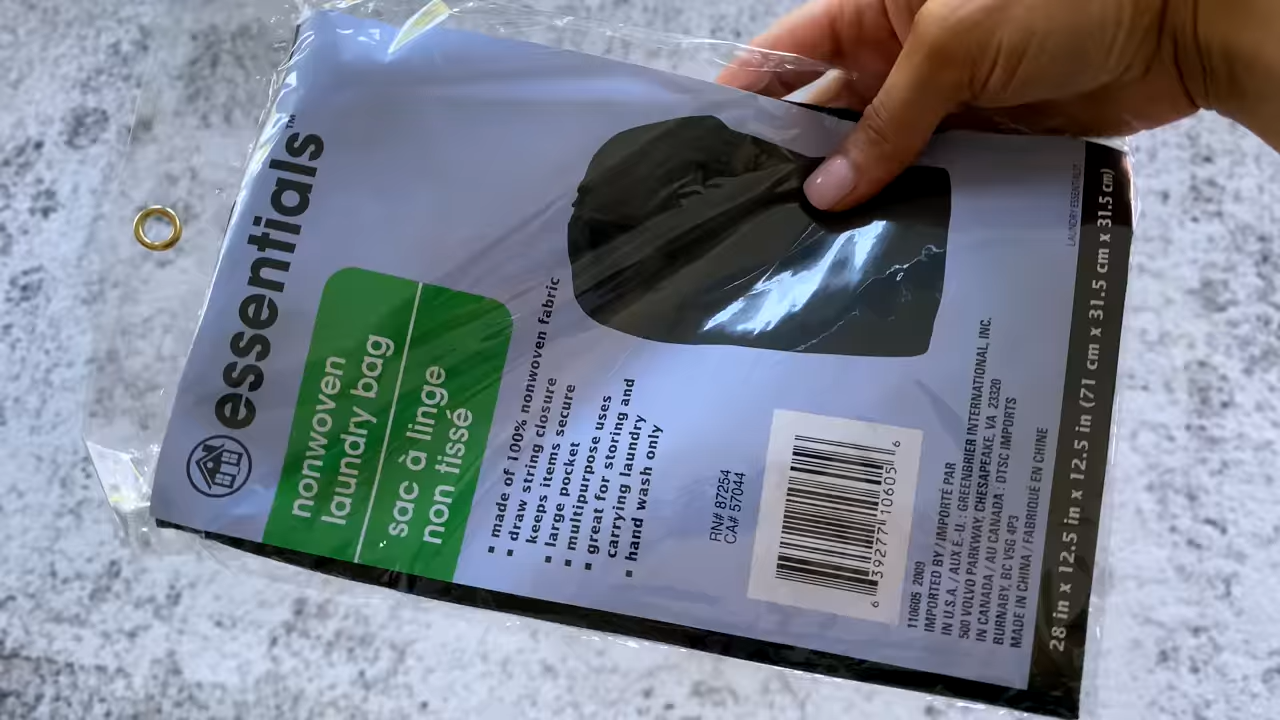 essentials™
nonwoven
laundry bag
sac à linge
non tissé
▪ made of 100% nonwoven fabric
▪ draw string closure
keeps items secure
▪ large pocket
▪ multipurpose uses
▪ great for storing and
carrying laundry
▪ hand wash only
RN# 87254
CA# 57044
6 39277 10605 6
110605 2009
IMPORTED BY / IMPORTÉ PAR
IN U.S.A. / AUX É.-U.: GREENBRIER INTERNATIONAL, INC.
500 VOLVO PARKWAY, CHESAPEAKE, VA 23320
IN CANADA / AU CANADA : DTSC IMPORTS
BURNABY, BC V5G 4P3
MADE IN CHINA / FABRIQUÉ EN CHINE
LAUNDRY ESSENTIAL
28 in x 12.5 in x 12.5 in (71 cm x 31.5 cm x 31.5 cm)